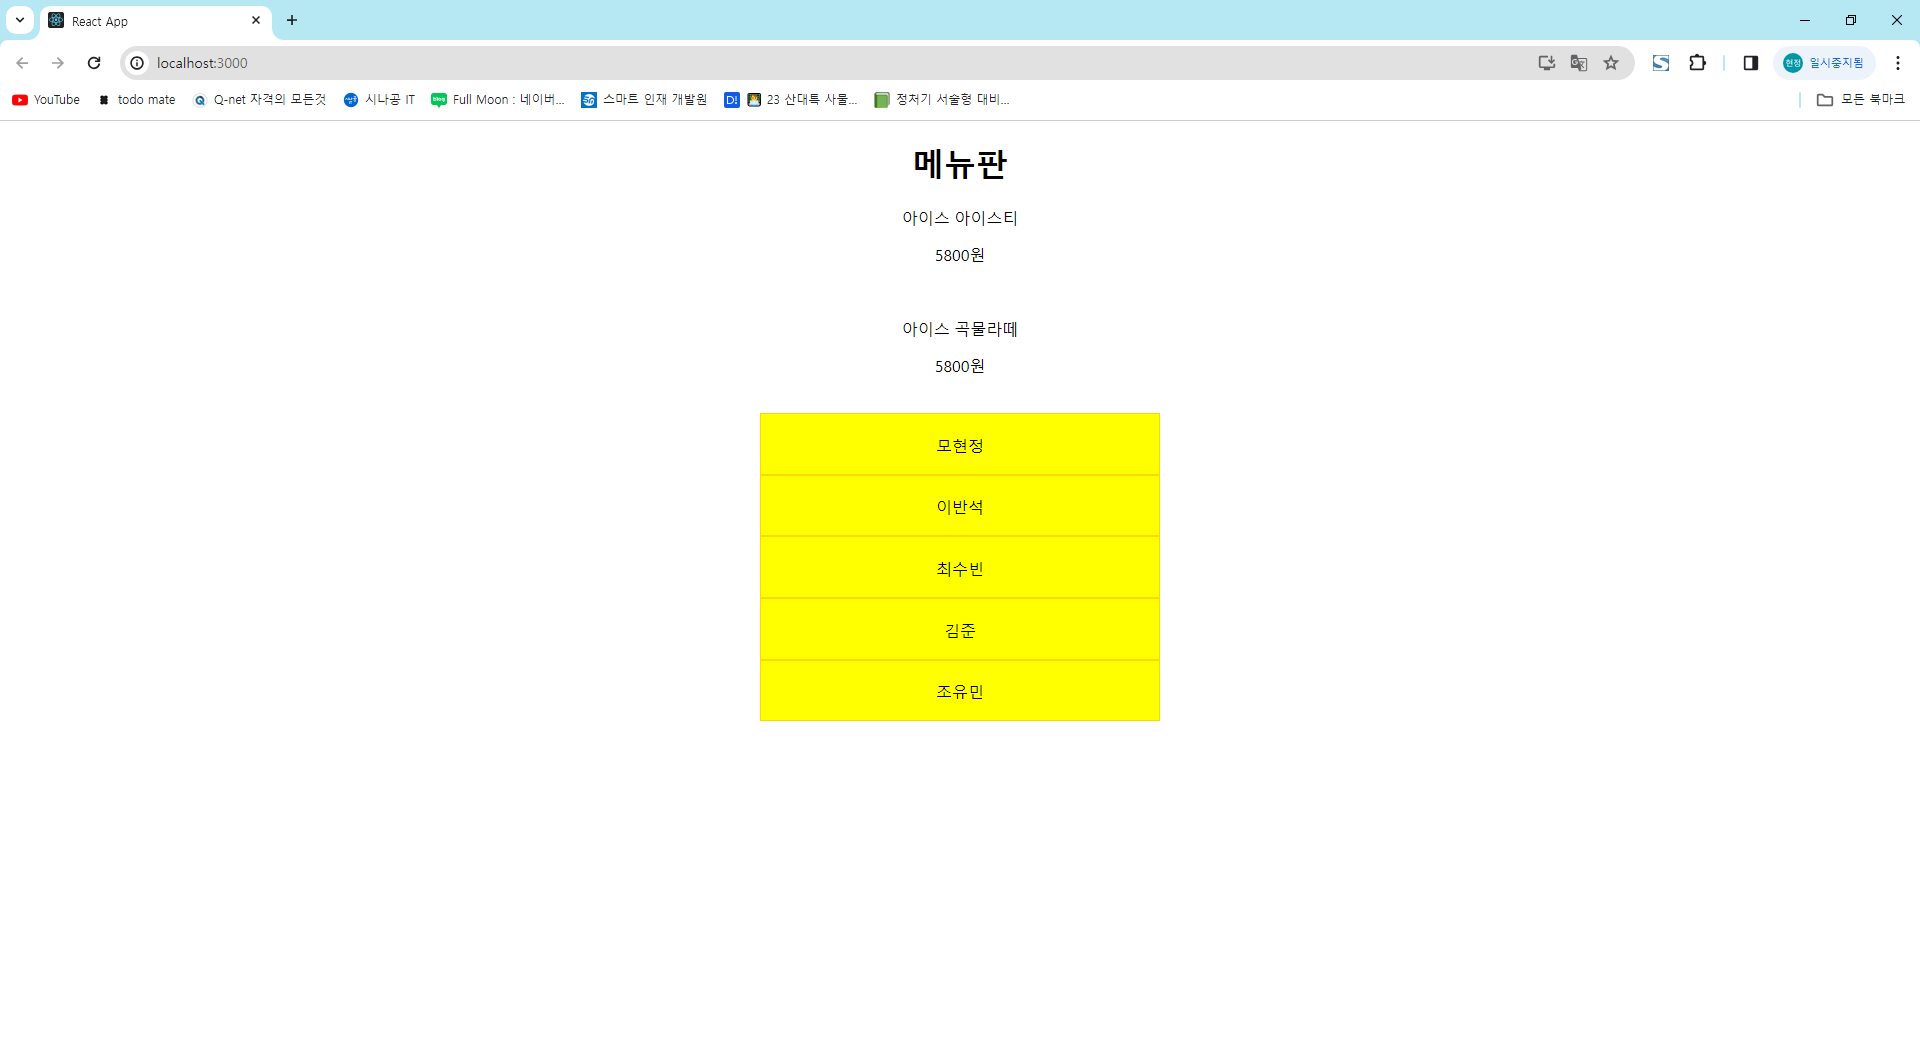 React App
localhost:3000
현정 일시중지됨
YouTube
todo mate
Q-net 자격의 모든것
시나공 IT
Full Moon : 네이버...
스마트 인재 개발원
23 산대특 사물...
정처기 서술형 대비...
모든 북마크
메뉴판
아이스 아이스티
5800원
아이스 곡물라떼
5800원
모현정
이반석
최수빈
김준
조유민